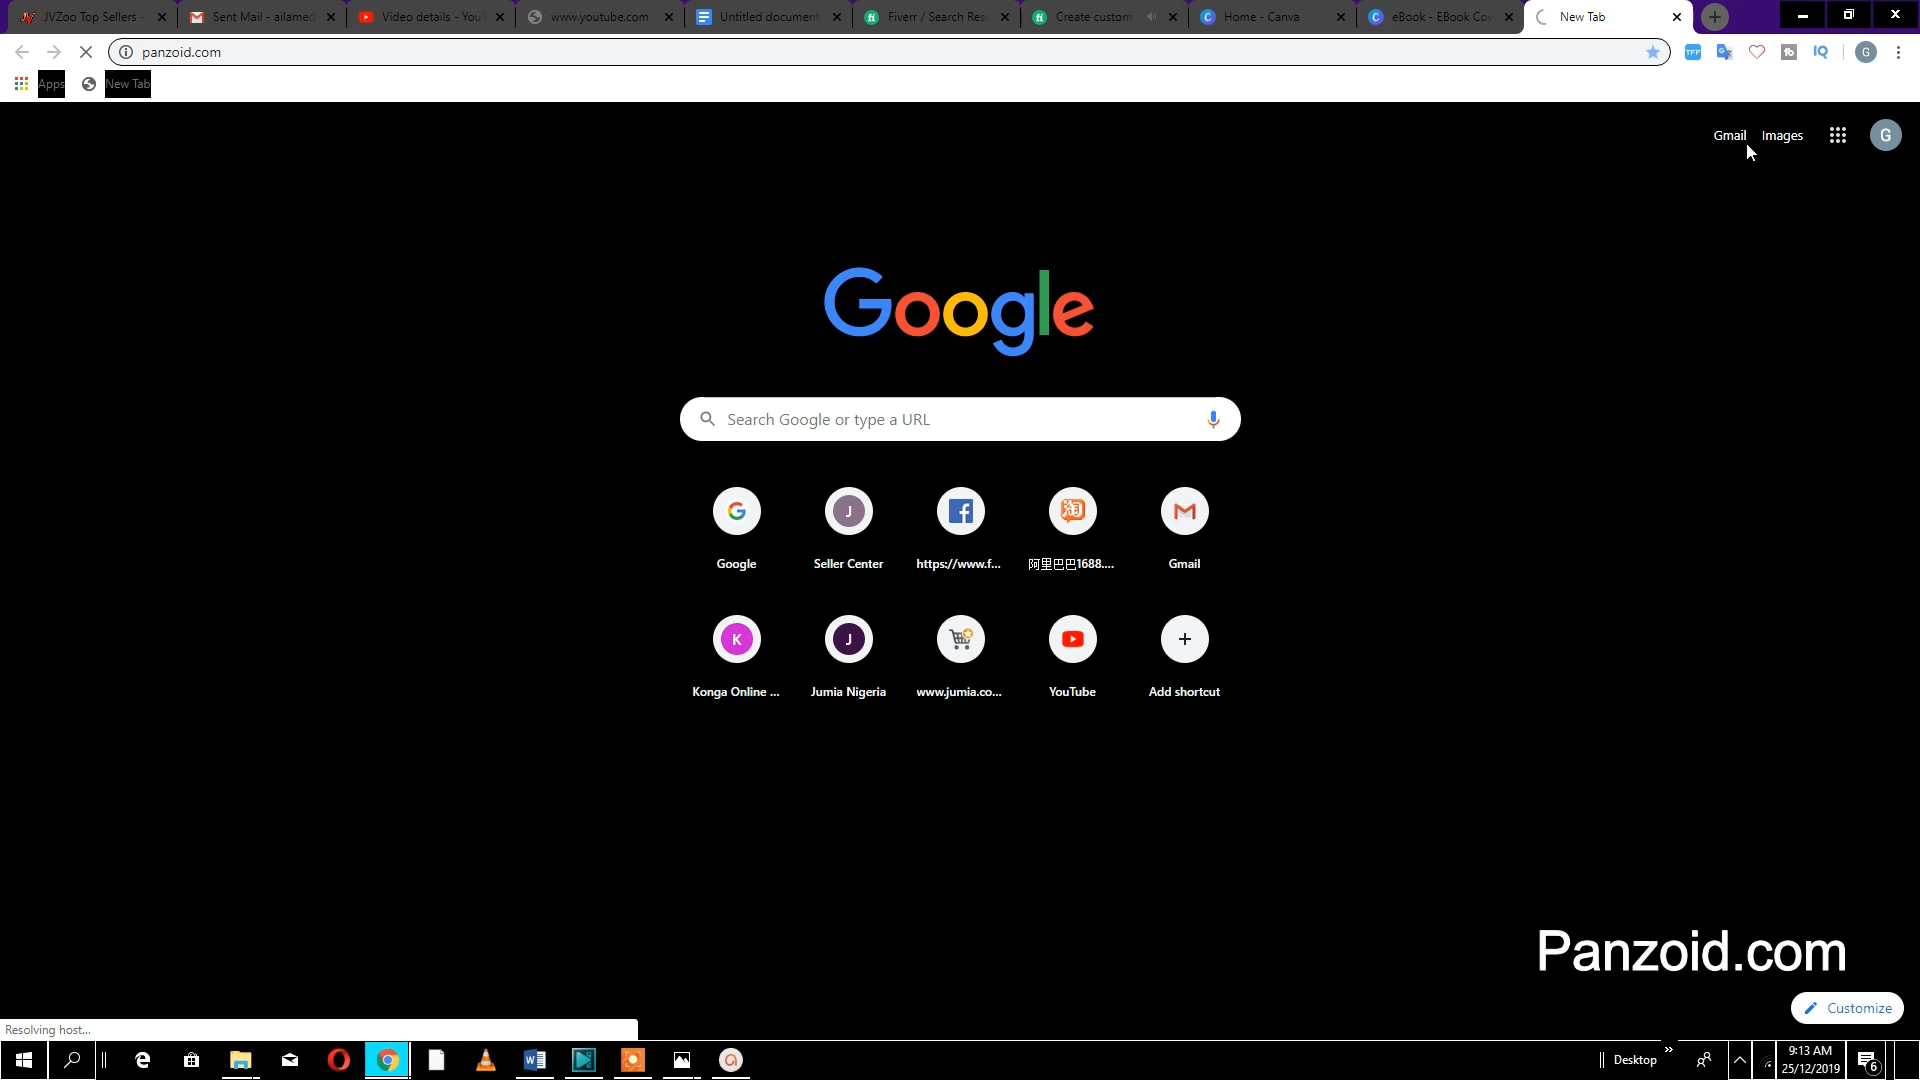 JVZoo Top Sellers -
Sent Mail - ailamed
Video details - YouT
www.youtube.com
Untitled document
Fiverr / Search Resu
Create custom
Home - Canva
eBook - EBook Cov
New Tab
panzoid.com
Apps
New Tab
Gmail
Images
G
Google
Search Google or type a URL
Google
Seller Center
https://www.f...
阿里巴巴1688....
Gmail
Konga Online ...
Jumia Nigeria
www.jumia.co...
YouTube
Add shortcut
Panzoid.com
Customize
Resolving host...
Desktop
9:13 AM
25/12/2019
6